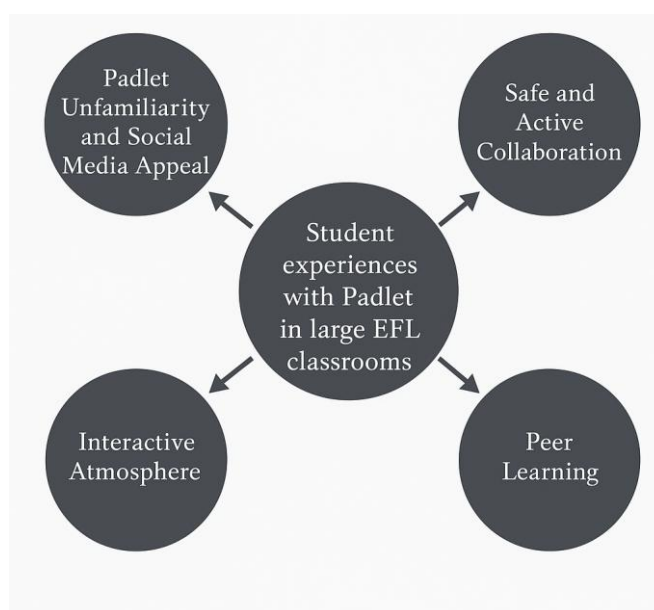 Padlet
Unfamiliarity
and Social
Media Appeal
Safe and
Active
Collaboration
Student
experiences
with Padlet
in large EFL
classrooms
Interactive
Atmosphere
Peer
Learning